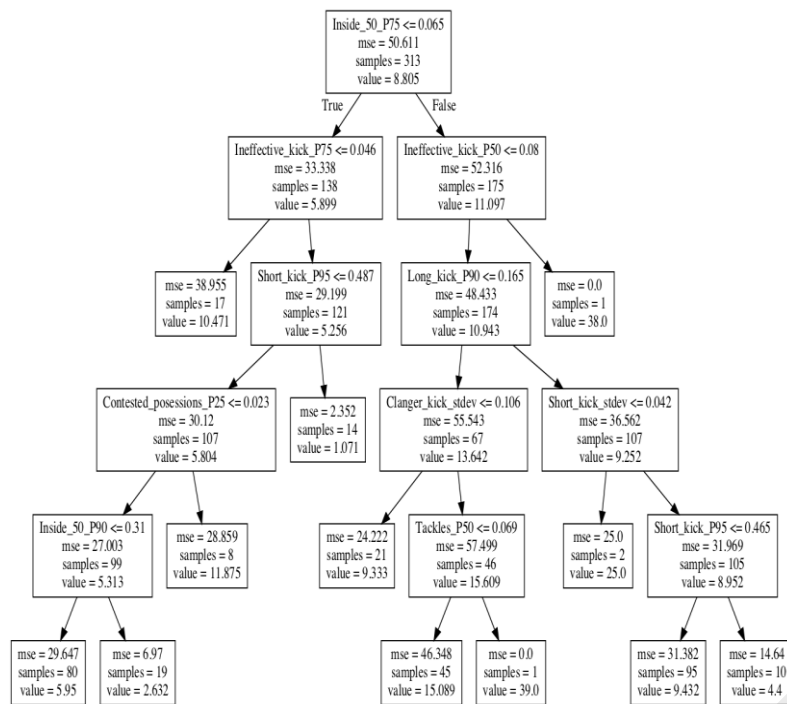 Inside_50_P75 <= 0.065
mse = 50.611
samples = 313
value = 8.805
True
False
Ineffective_kick_P75 <= 0.046
mse = 33.338
samples = 138
value = 5.899
Ineffective_kick_P50 <= 0.08
mse = 52.316
samples = 175
value = 11.097
mse = 38.955
samples = 17
value = 10.471
Short_kick_P95 <= 0.487
mse = 29.199
samples = 121
value = 5.256
Long_kick_P90 <= 0.165
mse = 48.433
samples = 174
value = 10.943
mse = 0.0
samples = 1
value = 38.0
Contested_posessions_P25 <= 0.023
mse = 30.12
samples = 107
value = 5.804
mse = 2.352
samples = 14
value = 1.071
Clanger_kick_stdev <= 0.106
mse = 55.543
samples = 67
value = 13.642
Short_kick_stdev <= 0.042
mse = 36.562
samples = 107
value = 9.252
Inside_50_P90 <= 0.31
mse = 27.003
samples = 99
value = 5.313
mse = 28.859
samples = 8
value = 11.875
mse = 24.222
samples = 21
value = 9.333
Tackles_P50 <= 0.069
mse = 57.499
samples = 46
value = 15.609
mse = 25.0
samples = 2
value = 25.0
Short_kick_P95 <= 0.465
mse = 31.969
samples = 105
value = 8.952
mse = 29.647
samples = 80
value = 5.95
mse = 6.97
samples = 19
value = 2.632
mse = 46.348
samples = 45
value = 15.089
mse = 0.0
samples = 1
value = 39.0
mse = 31.382
samples = 95
value = 9.432
mse = 14.64
samples = 10
value = 4.4